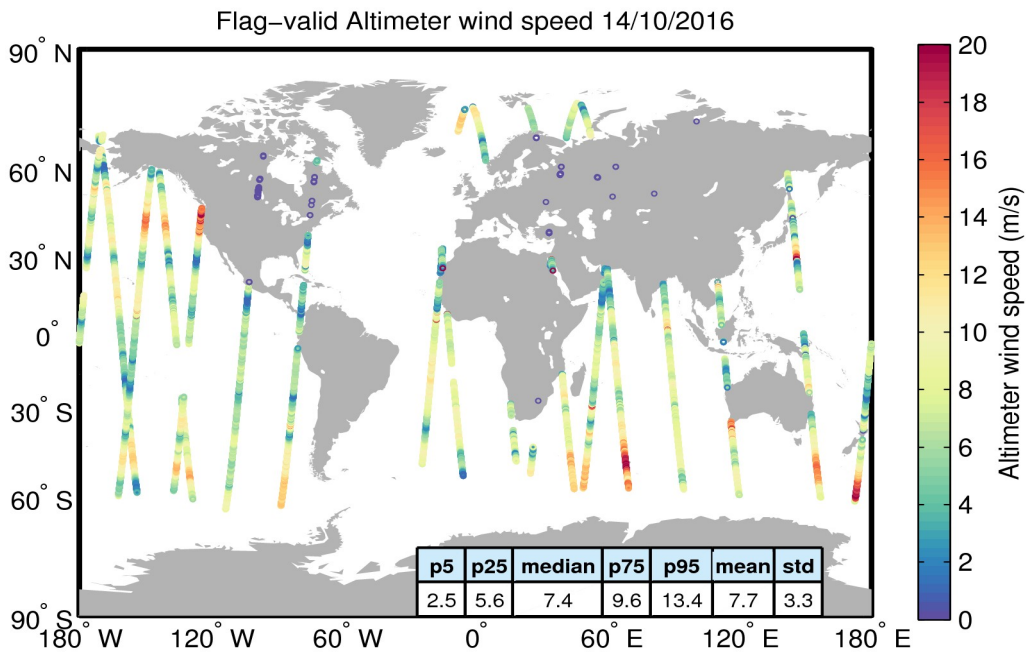 Flag−valid Altimeter wind speed 14/10/2016
90° N
60° N
30° N
0°
30° S
60° S
90° S
180° W
120° W
60° W
0°
60° E
120° E
180° E
p5 p25 median p75 p95 mean std
2.5 5.6 7.4 9.6 13.4 7.7 3.3
20
18
16
14
12
10
8
6
4
2
0
Altimeter wind speed (m/s)